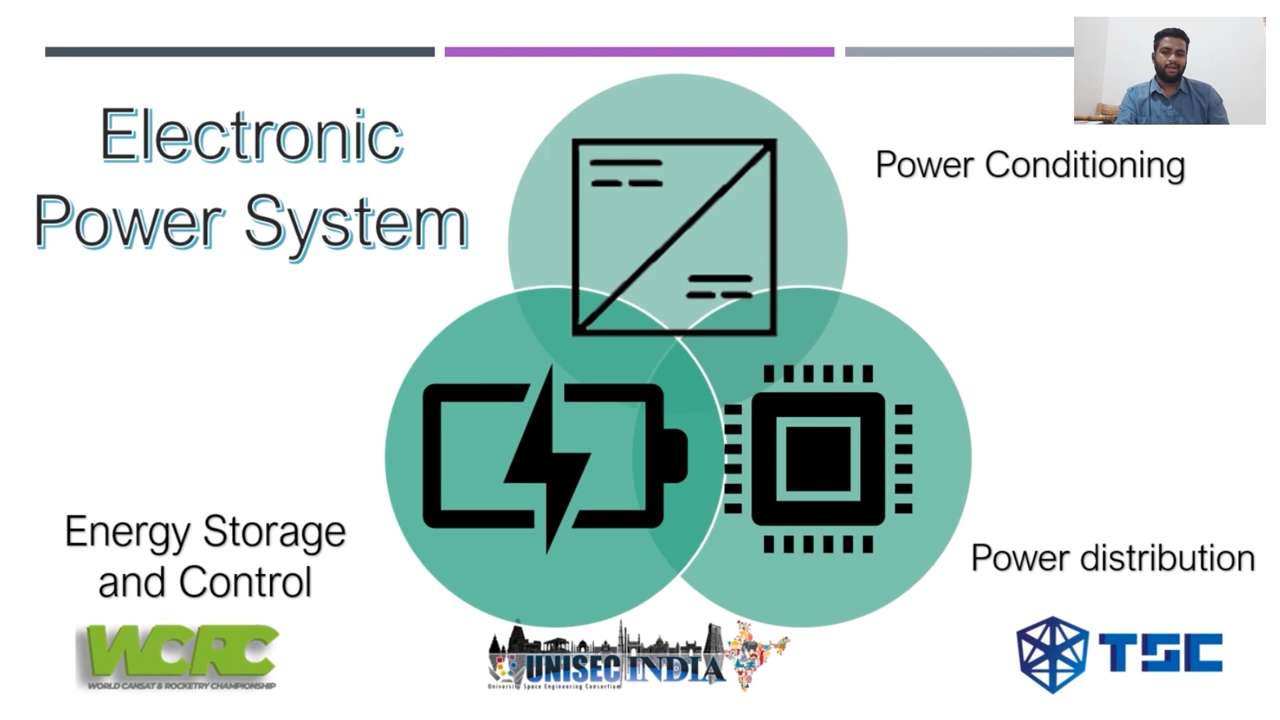 Electronic
Power System
Power Conditioning
Energy Storage
and Control
Power distribution
WCRC
WORLD CANSAT & ROCKETRY CHAMPIONSHIP
UNISEC INDIA
University Space Engineering Consortium
TSC